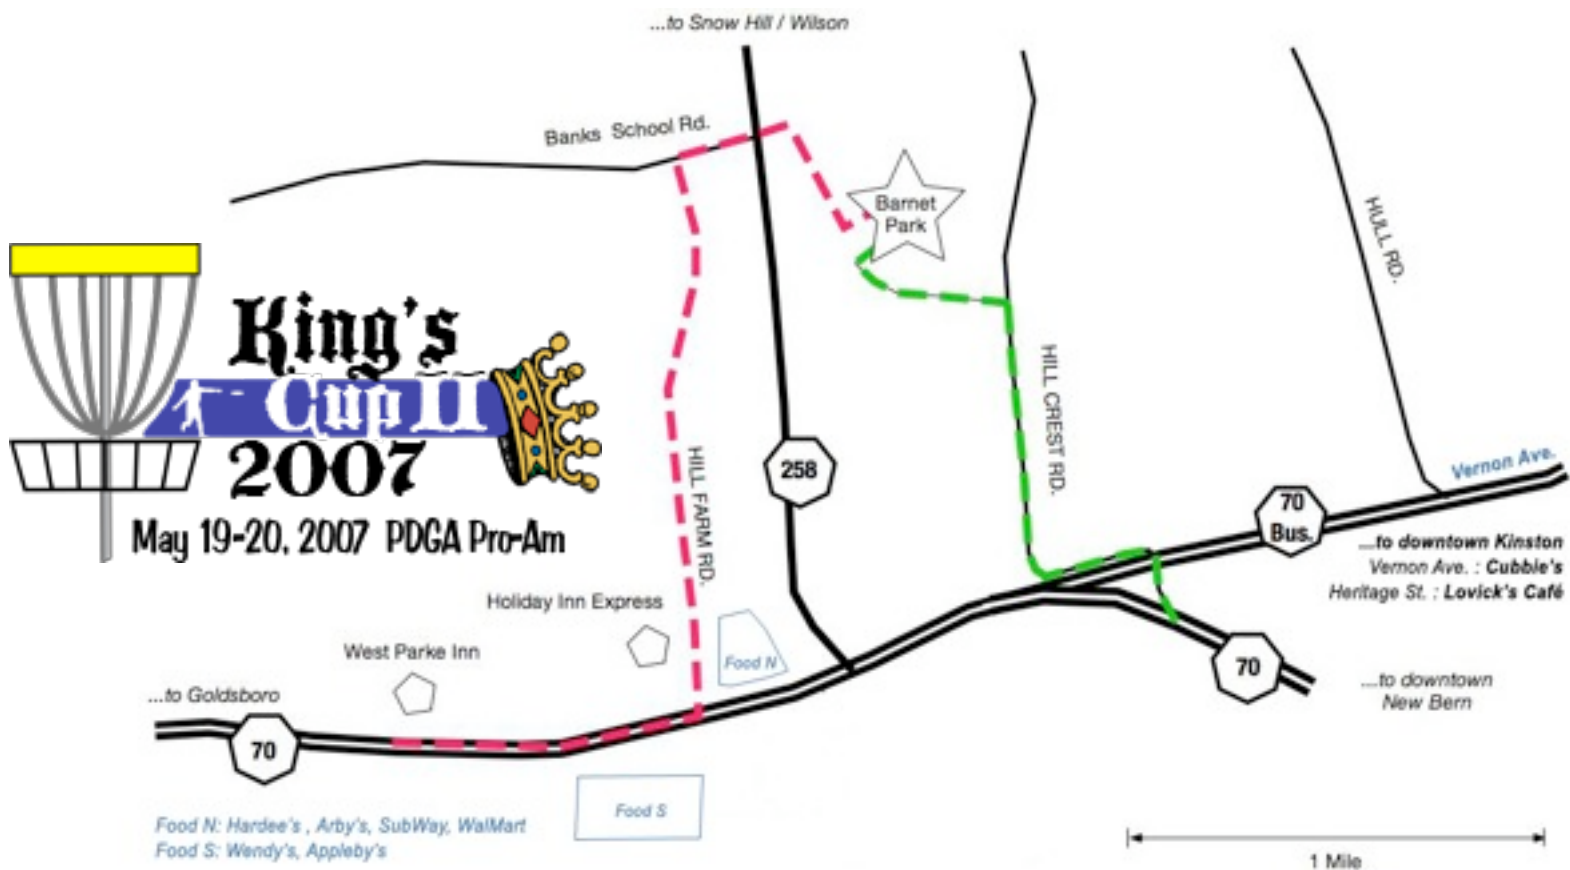 ...to Snow Hill / Wilson
Banks School Rd.
Barnet
Park
HULL RD.
King's
Cup II
2007
May 19-20, 2007 PDGA Pro-Am
HILL CREST RD.
HILL FARM RD.
258
Vernon Ave.
70
Bus.
...to downtown Kinston
Vernon Ave. : Cubbie's
Heritage St. : Lovick's Café
Holiday Inn Express
West Parke Inn
Food N
70
...to downtown
New Bern
...to Goldsboro
70
Food S
Food N: Hardee's , Arby's, SubWay, WalMart
Food S: Wendy's, Appleby's
1 Mile